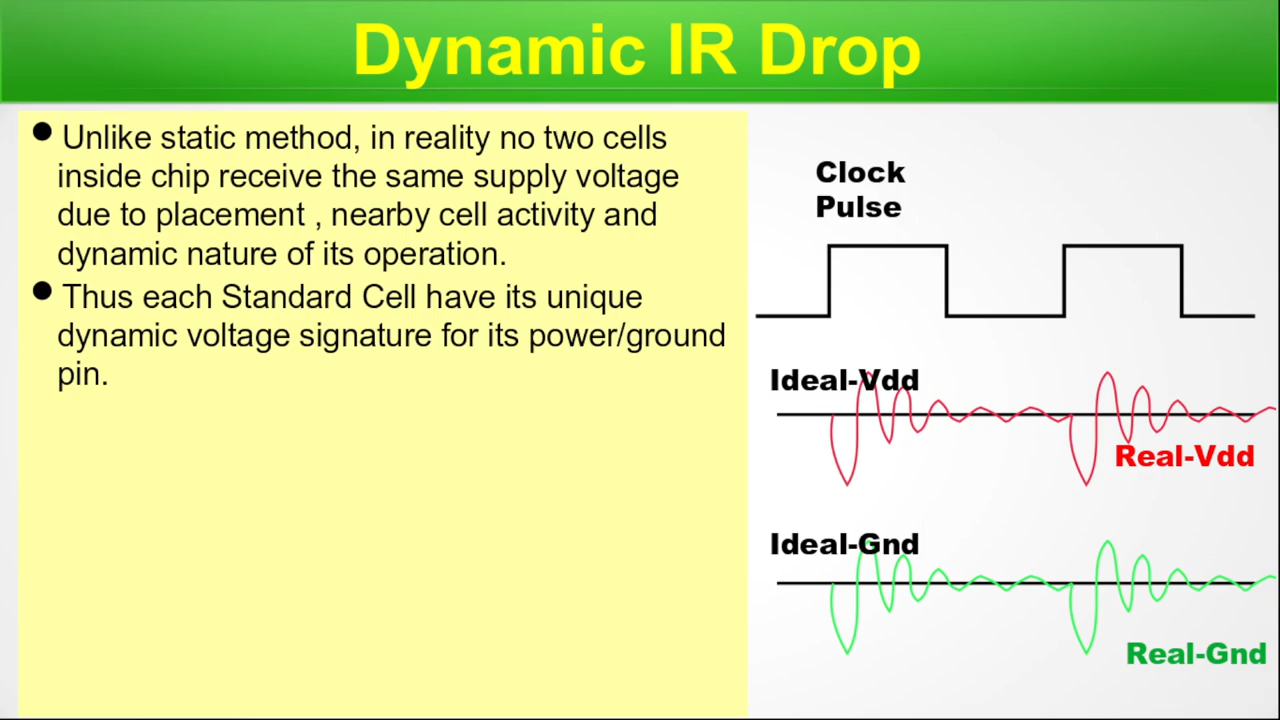 Dynamic IR Drop
● Unlike static method, in reality no two cells
inside chip receive the same supply voltage
due to placement , nearby cell activity and
dynamic nature of its operation.
● Thus each Standard Cell have its unique
dynamic voltage signature for its power/ground
pin.
Clock
Pulse
Ideal-Vdd
Real-Vdd
Ideal-Gnd
Real-Gnd